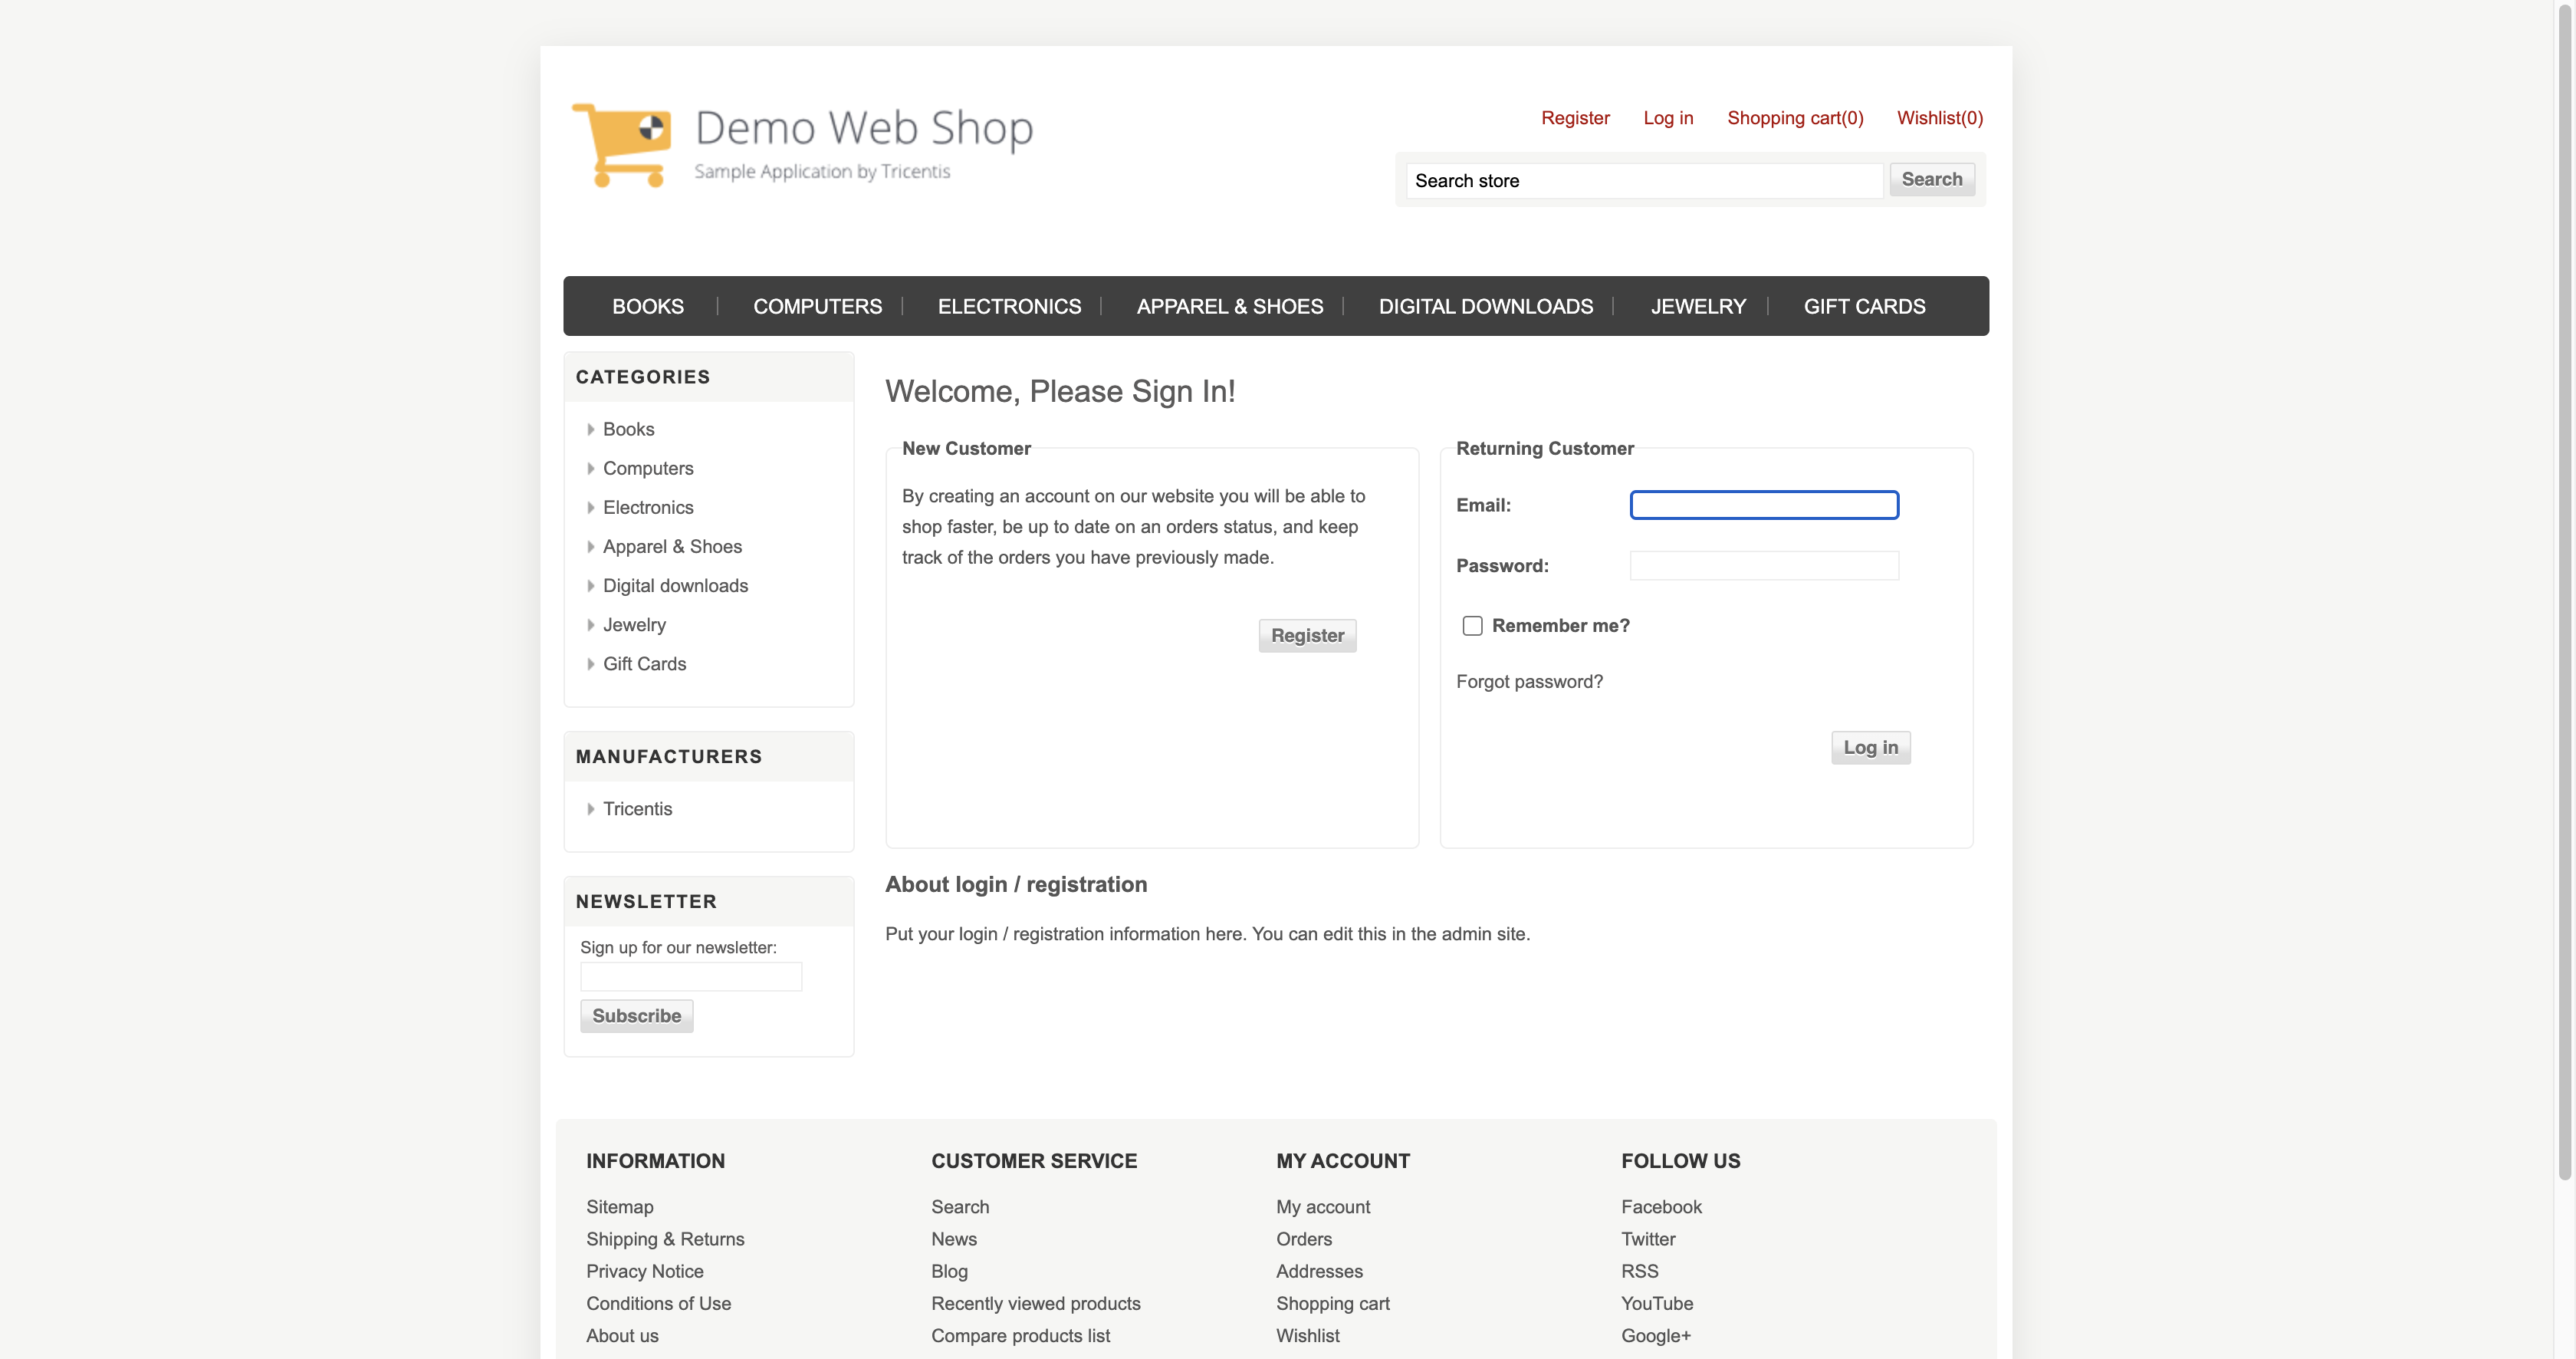 Demo Web Shop
Sample Application by Tricentis
Register Log in Shopping cart(0) Wishlist(0)
Search store Search
BOOKS COMPUTERS ELECTRONICS APPAREL & SHOES DIGITAL DOWNLOADS JEWELRY GIFT CARDS
CATEGORIES
Books
Computers
Electronics
Apparel & Shoes
Digital downloads
Jewelry
Gift Cards
MANUFACTURERS
Tricentis
NEWSLETTER
Sign up for our newsletter:
Subscribe
Welcome, Please Sign In!
New Customer
By creating an account on our website you will be able to
shop faster, be up to date on an orders status, and keep
track of the orders you have previously made.
Register
Returning Customer
Email:
Password:
Remember me?
Forgot password?
Log in
About login / registration
Put your login / registration information here. You can edit this in the admin site.
INFORMATION
Sitemap
Shipping & Returns
Privacy Notice
Conditions of Use
About us
CUSTOMER SERVICE
Search
News
Blog
Recently viewed products
Compare products list
MY ACCOUNT
My account
Orders
Addresses
Shopping cart
Wishlist
FOLLOW US
Facebook
Twitter
RSS
YouTube
Google+